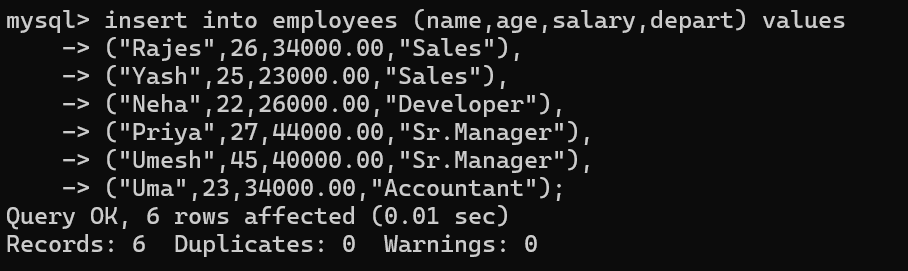 mysql> insert into employees (name,age,salary,depart) values
    -> ("Rajes",26,34000.00,"Sales"),
    -> ("Yash",25,23000.00,"Sales"),
    -> ("Neha",22,26000.00,"Developer"),
    -> ("Priya",27,44000.00,"Sr.Manager"),
    -> ("Umesh",45,40000.00,"Sr.Manager"),
    -> ("Uma",23,34000.00,"Accountant");
Query OK, 6 rows affected (0.01 sec)
Records: 6  Duplicates: 0  Warnings: 0